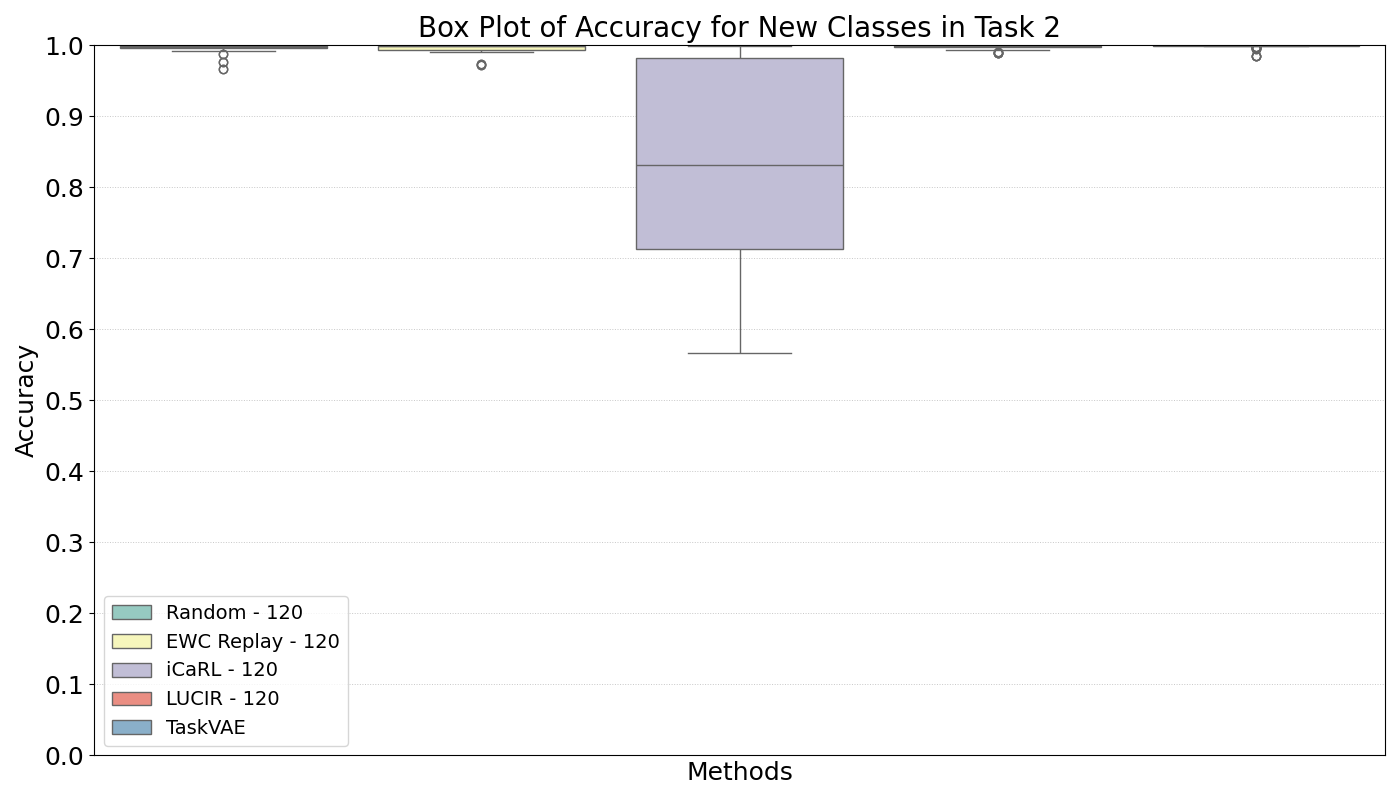 Box Plot of Accuracy for New Classes in Task 2
1.0
0.9
0.8
0.7
0.6
0.5
0.4
0.3
0.2
0.1
0.0
Accuracy
Random - 120
EWC Replay - 120
iCaRL - 120
LUCIR - 120
TaskVAE
Methods